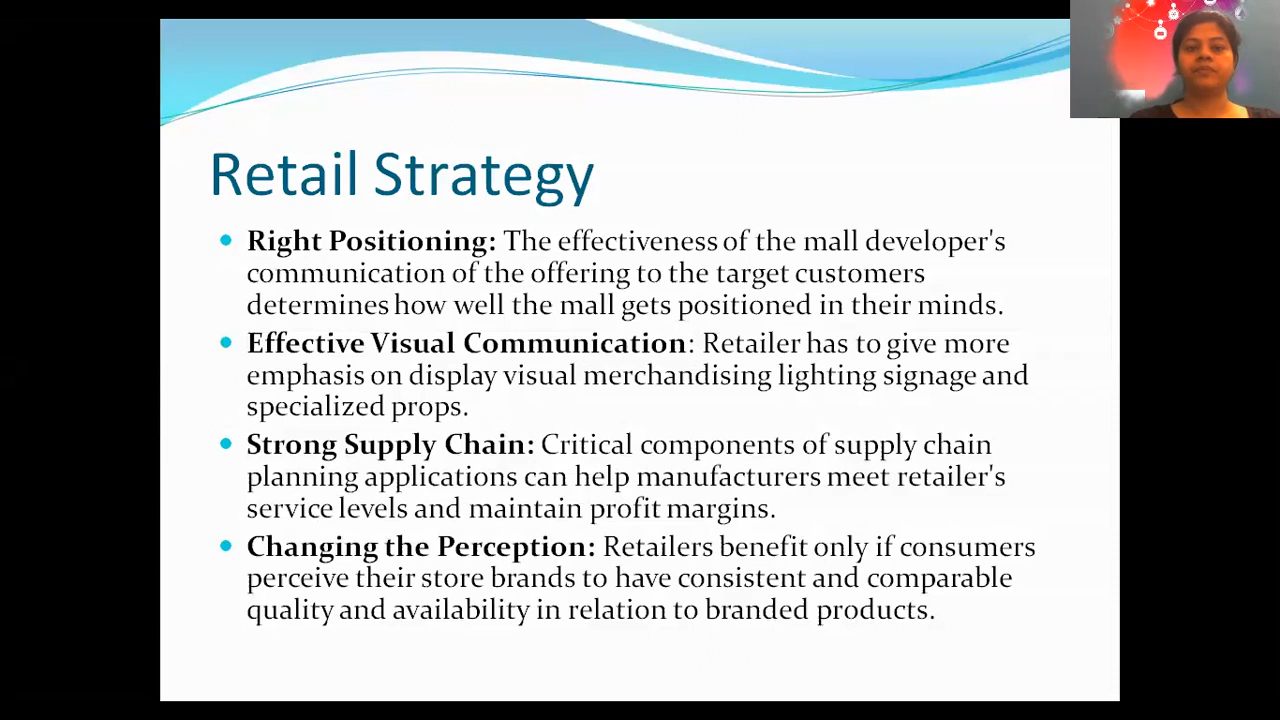 Retail Strategy
Right Positioning: The effectiveness of the mall developer's
communication of the offering to the target customers
determines how well the mall gets positioned in their minds.
Effective Visual Communication: Retailer has to give more
emphasis on display visual merchandising lighting signage and
specialized props.
Strong Supply Chain: Critical components of supply chain
planning applications can help manufacturers meet retailer's
service levels and maintain profit margins.
Changing the Perception: Retailers benefit only if consumers
perceive their store brands to have consistent and comparable
quality and availability in relation to branded products.